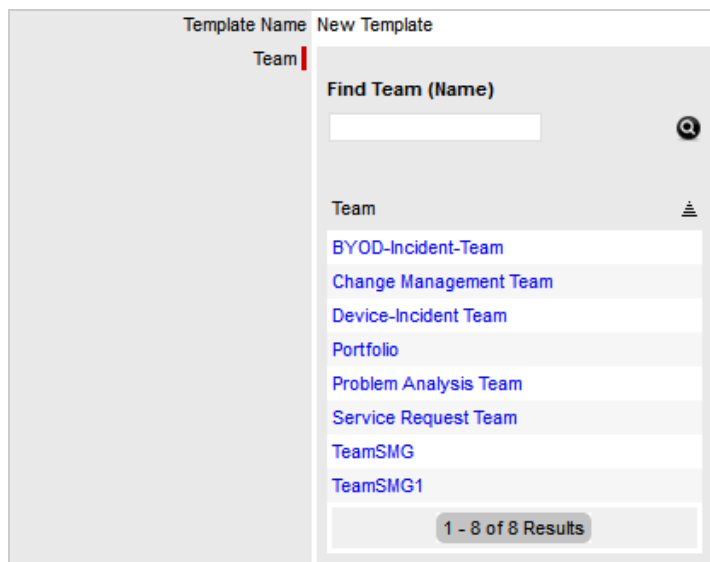 Template Name New Template
Team
Find Team (Name)
Team
BYOD-Incident-Team
Change Management Team
Device-Incident Team
Portfolio
Problem Analysis Team
Service Request Team
TeamSMG
TeamSMG1
1 - 8 of 8 Results